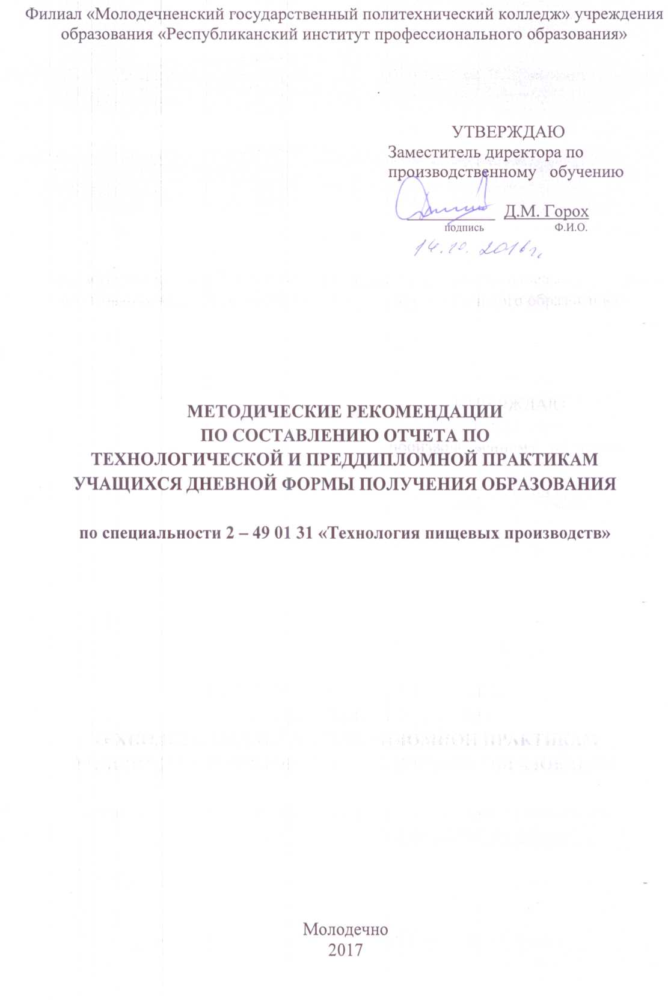 Филиал «Молодечненский государственный политехнический колледж» учреждения
образования «Республиканский институт профессионального образования»
УТВЕРЖДАЮ
Заместитель директора по
производственному обучению
Д.М. Горох
подпись Ф.И.О.
14.10.2016г.
МЕТОДИЧЕСКИЕ РЕКОМЕНДАЦИИ
ПО СОСТАВЛЕНИЮ ОТЧЕТА ПО
ТЕХНОЛОГИЧЕСКОЙ И ПРЕДДИПЛОМНОЙ ПРАКТИКАМ
УЧАЩИХСЯ ДНЕВНОЙ ФОРМЫ ПОЛУЧЕНИЯ ОБРАЗОВАНИЯ
по специальности 2 – 49 01 31 «Технология пищевых производств»
Молодечно
2017